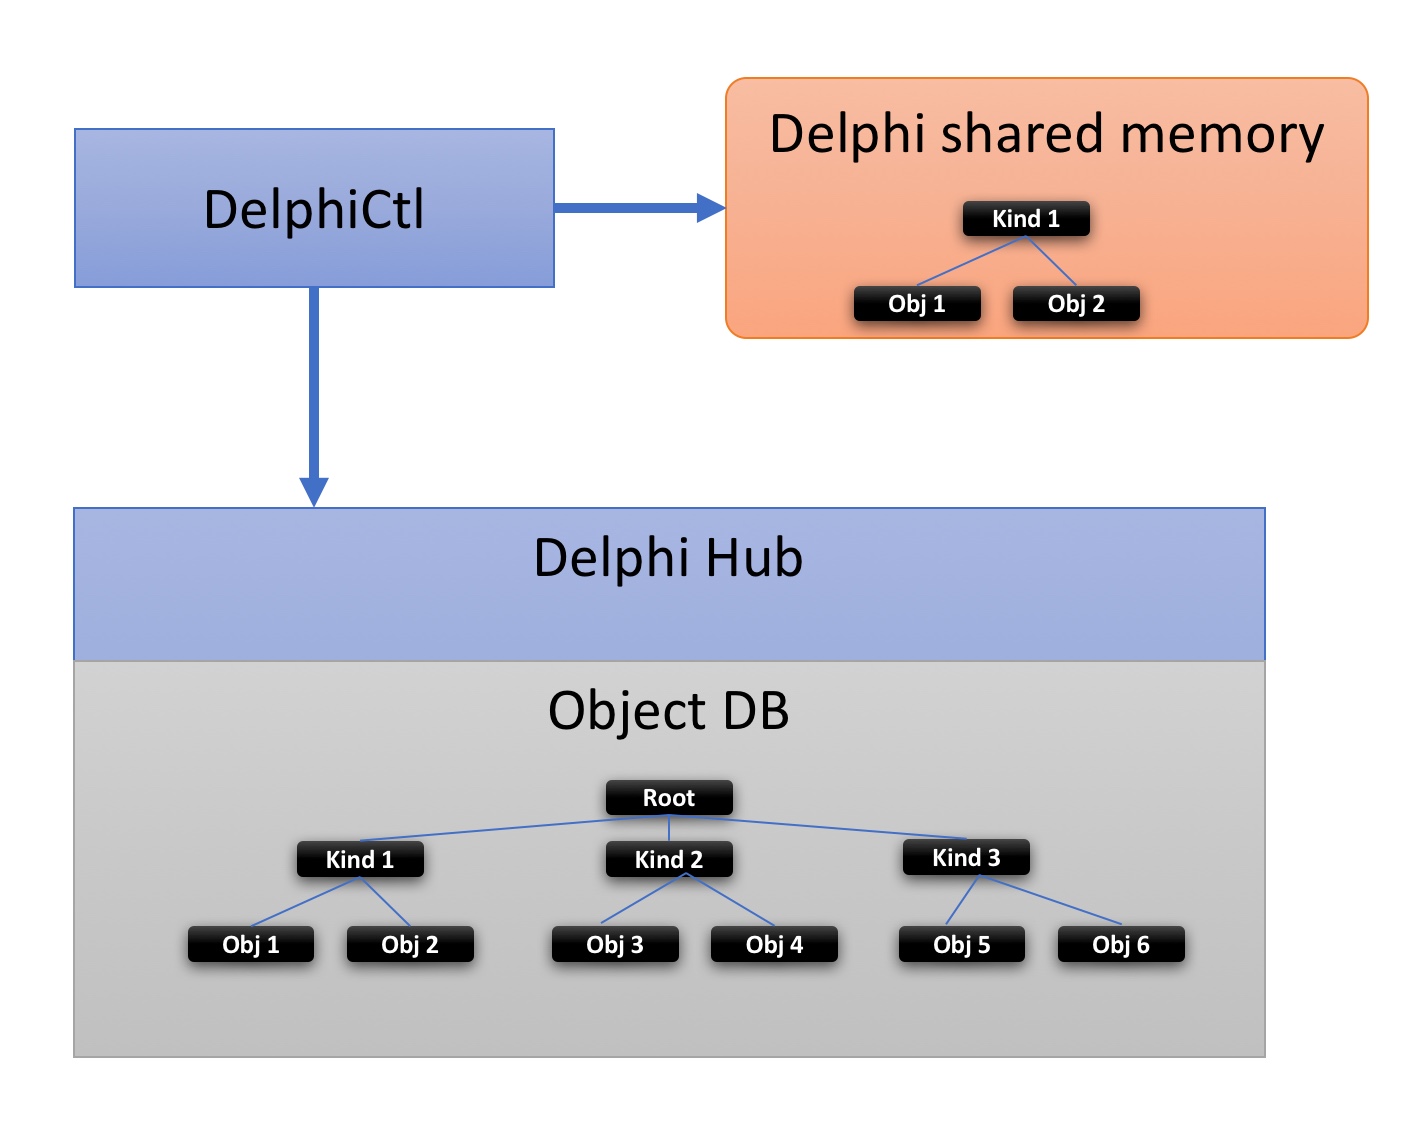 DelphiCtl
Delphi shared memory
Kind 1
Obj 1
Obj 2
Delphi Hub
Object DB
Root
Kind 1
Kind 2
Kind 3
Obj 1
Obj 2
Obj 3
Obj 4
Obj 5
Obj 6